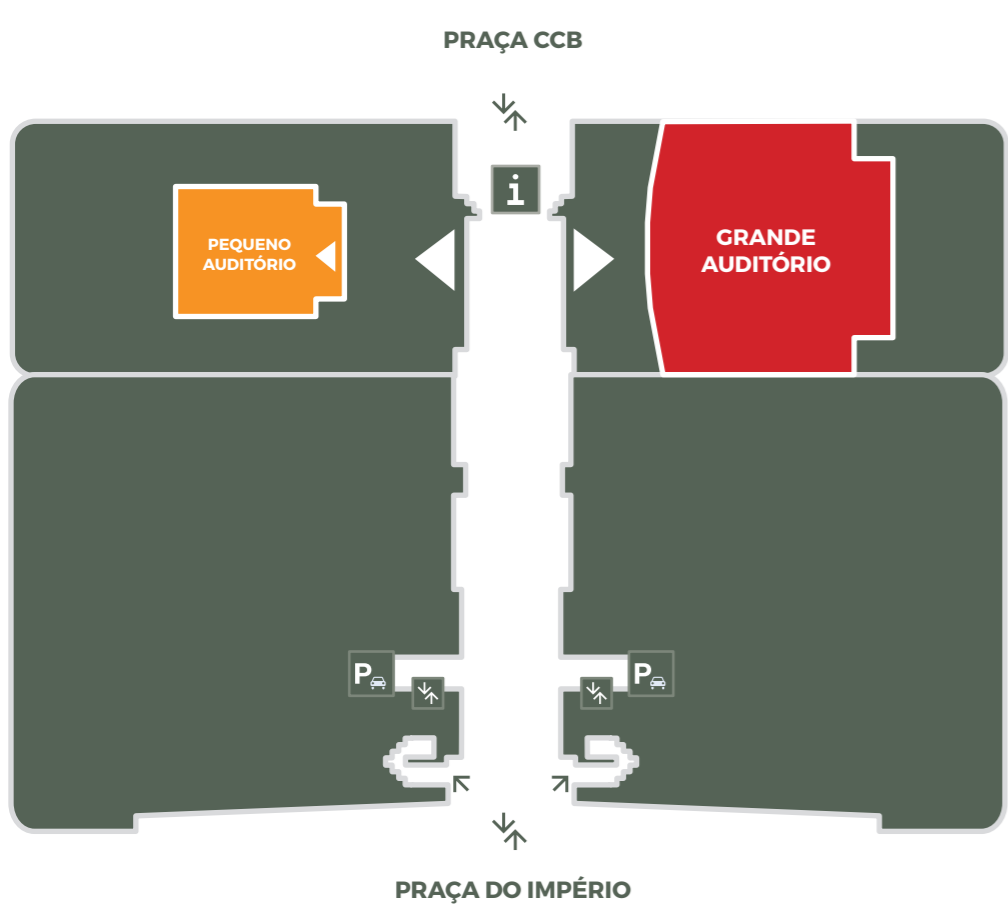 PRAÇA CCB
i
PEQUENO
AUDITÓRIO
GRANDE
AUDITÓRIO
P
P
PRAÇA DO IMPÉRIO